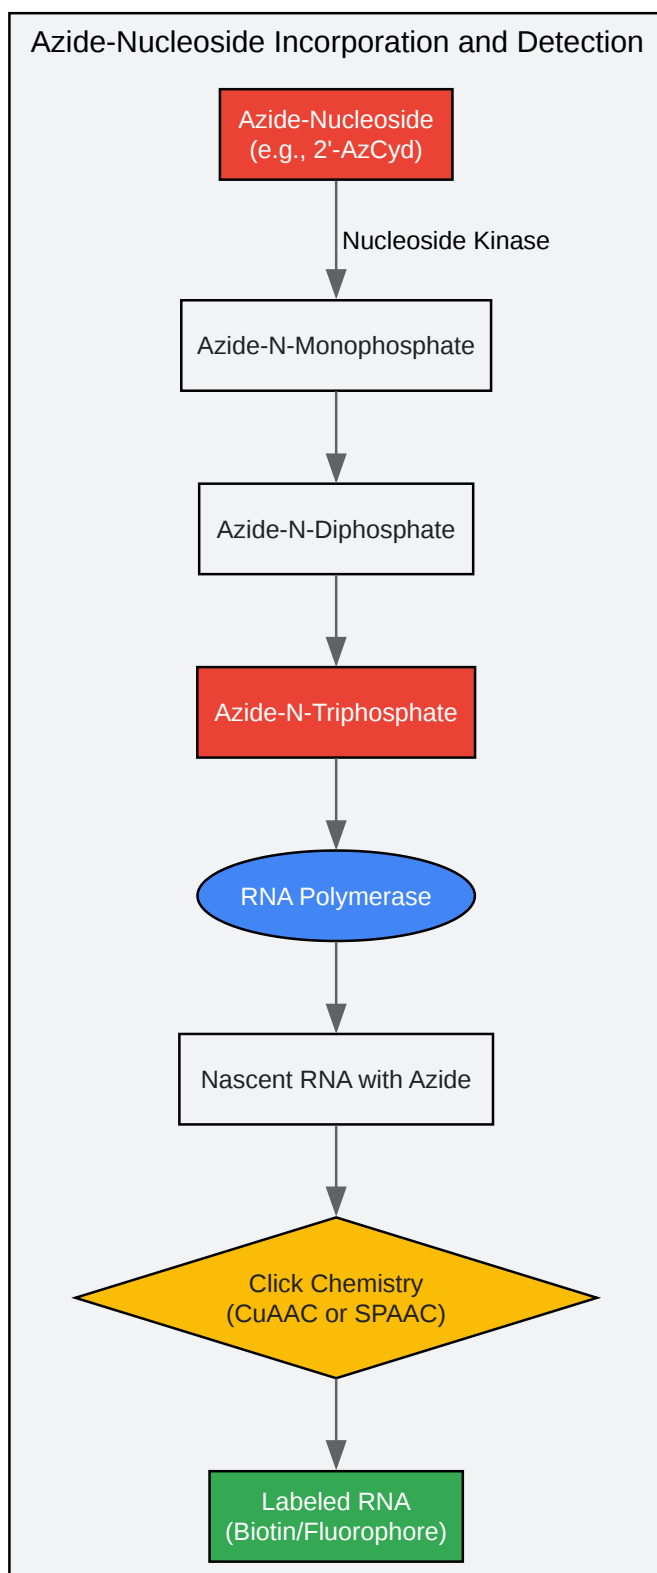 Azide-Nucleoside Incorporation and Detection
Azide-Nucleoside
(e.g., 2'-AzCyd)
Nucleoside Kinase
Azide-N-Monophosphate
Azide-N-Diphosphate
Azide-N-Triphosphate
RNA Polymerase
Nascent RNA with Azide
Click Chemistry
(CuAAC or SPAAC)
Labeled RNA
(Biotin/Fluorophore)